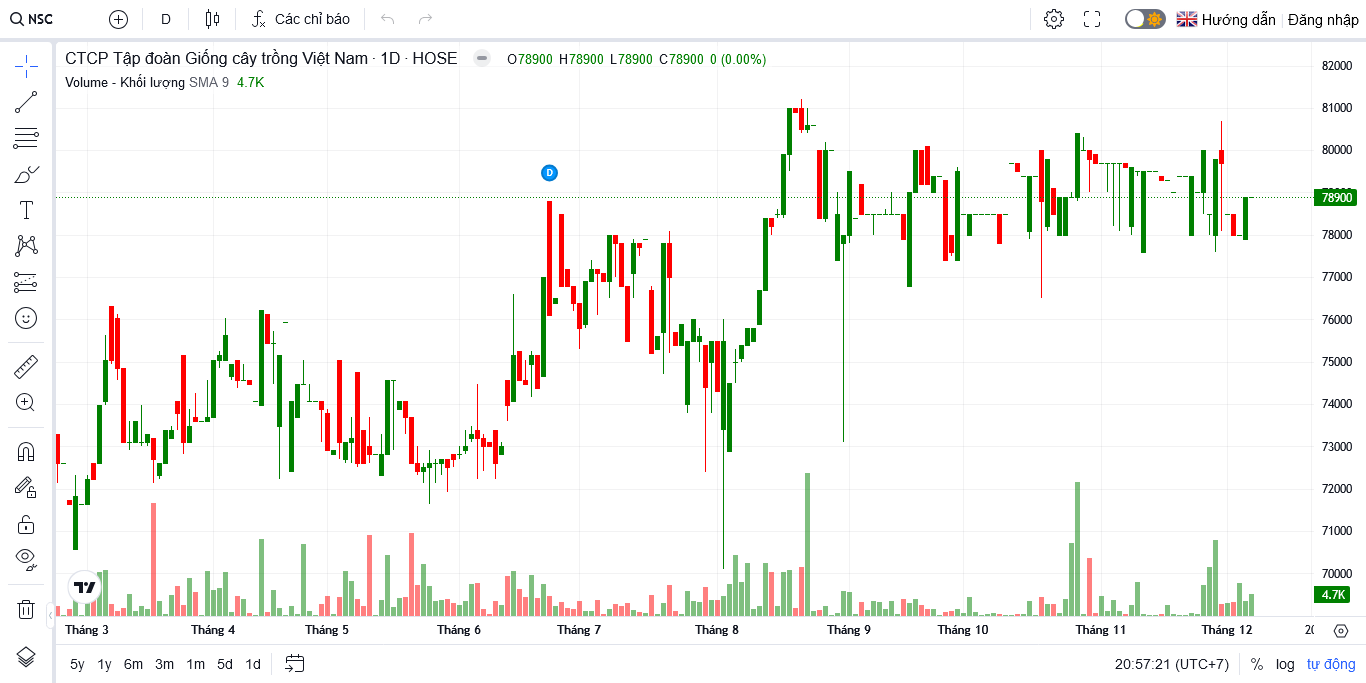 NSC D Các chỉ báo Hướng dẫn Đăng nhập
CTCP Tập đoàn Giống cây trồng Việt Nam · 1D · HOSE O78900 H78900 L78900 C78900 0 (0.00%)
Volume - Khối lượng SMA 9 4.7K
D
82000
81000
80000
79000
78900
78000
77000
76000
75000
74000
73000
72000
71000
70000
4.7K
Tháng 3 Tháng 4 Tháng 5 Tháng 6 Tháng 7 Tháng 8 Tháng 9 Tháng 10 Tháng 11 Tháng 12
5y 1y 6m 3m 1m 5d 1d 20:57:21 (UTC+7) % log tự động